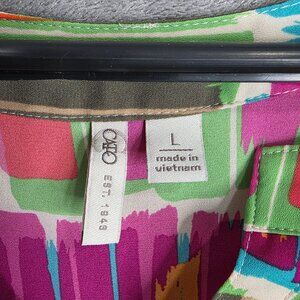 CATO
EST. 1946
L
made in
vietnam